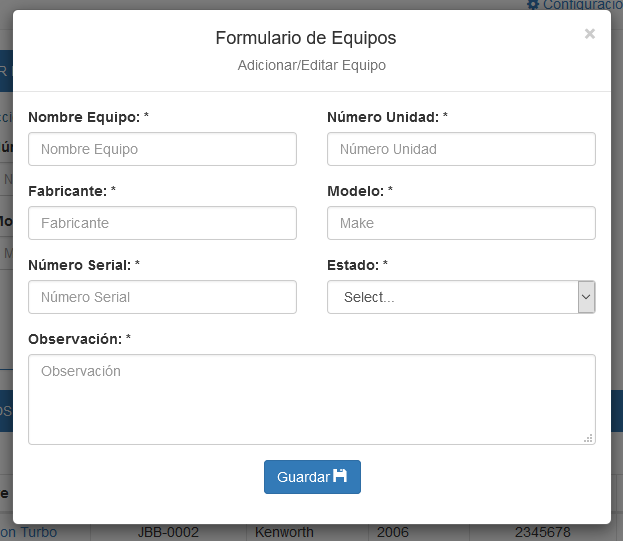 Configuració
Formulario de Equipos
×
Adicionar/Editar Equipo
Nombre Equipo: *
Número Unidad: *
Nombre Equipo
Número Unidad
Fabricante: *
Modelo: *
Fabricante
Make
Número Serial: *
Estado: *
Número Serial
Select...
Observación: *
Observación
Guardar
on Turbo
JBB-0002
Kenworth
2006
2345678